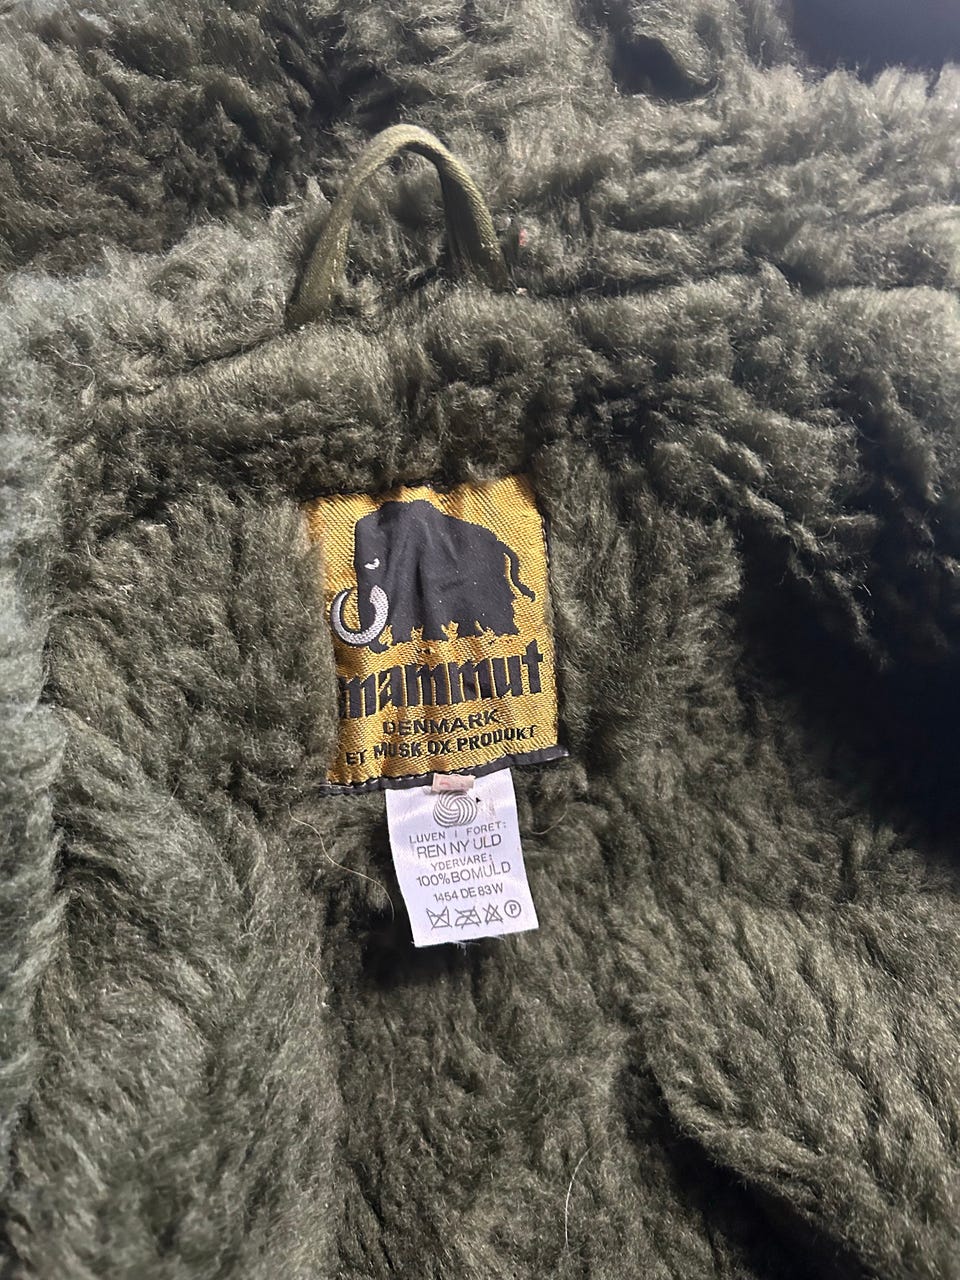 mammut
DENMARK
ET MUSK OX PRODUKT
LUVEN I FORET:
REN NY ULD
YDERVARE:
100% BOMULD
1454 DE 83W
P